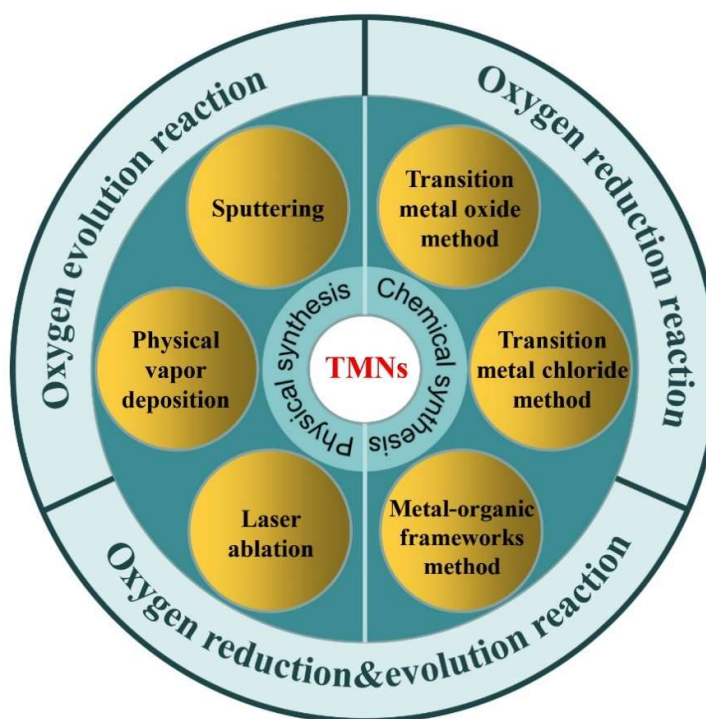 Oxygen evolution reaction
Oxygen reduction reaction
Sputtering
Transition
metal oxide
method
Physical
vapor
deposition
Physical synthesis
Chemical synthesis
TMNs
Transition
metal chloride
method
Laser
ablation
Metal-organic
frameworks
method
Oxygen reduction&evolution reaction